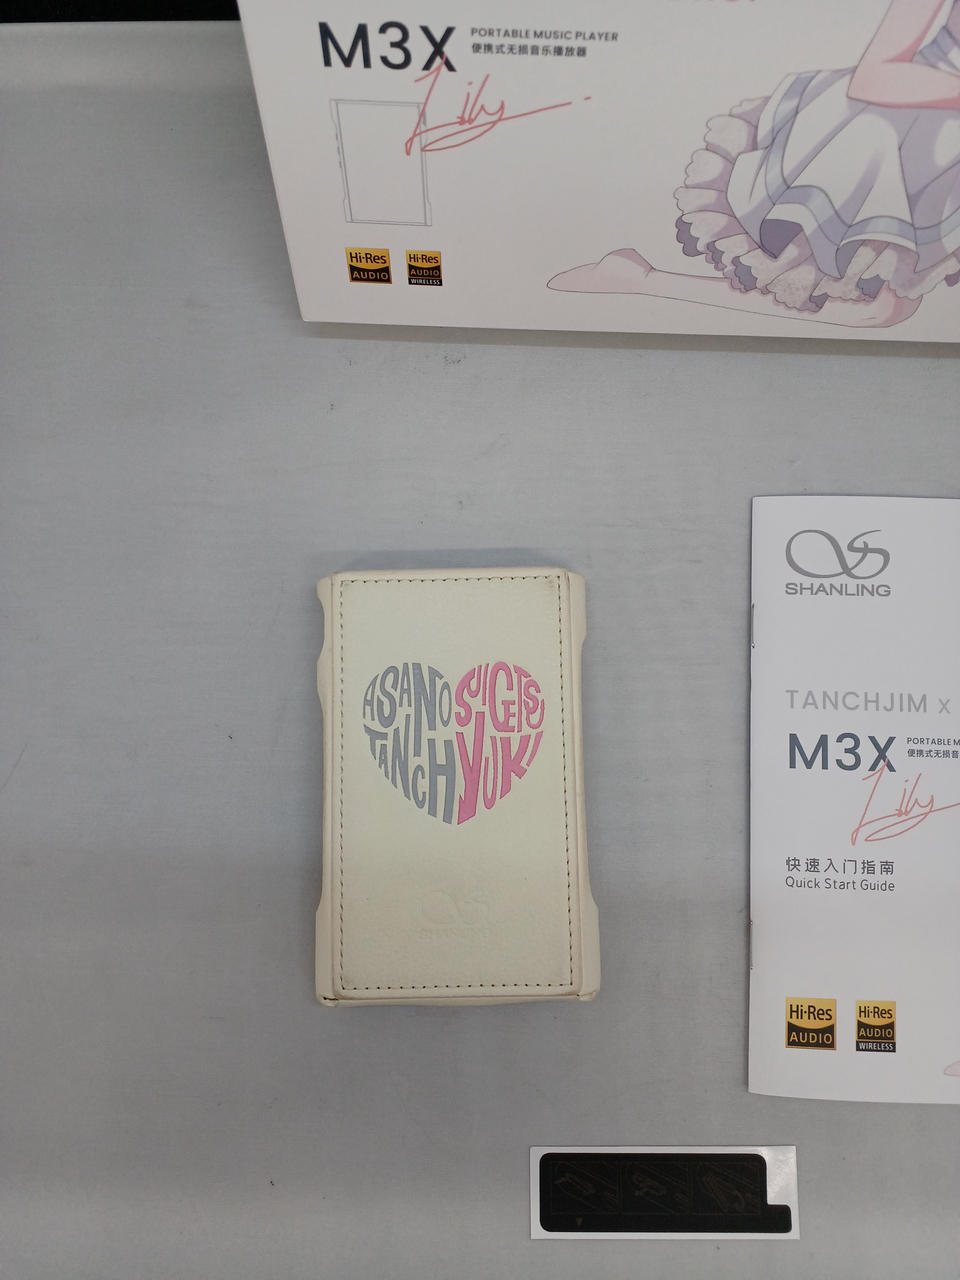 M3X
PORTABLE MUSIC PLAYER
便携式无损音乐播放器
Lily
Hi-Res
AUDIO
Hi-Res
AUDIO
WIRELESS
ASANO
TANCH
SUIGETSU
YUKI
SHANLING
TANCHJIM x
M3X
PORTABLE M
便携式无损音
Lily
快速入门指南
Quick Start Guide
Hi-Res
AUDIO
Hi-Res
AUDIO
WIRELESS